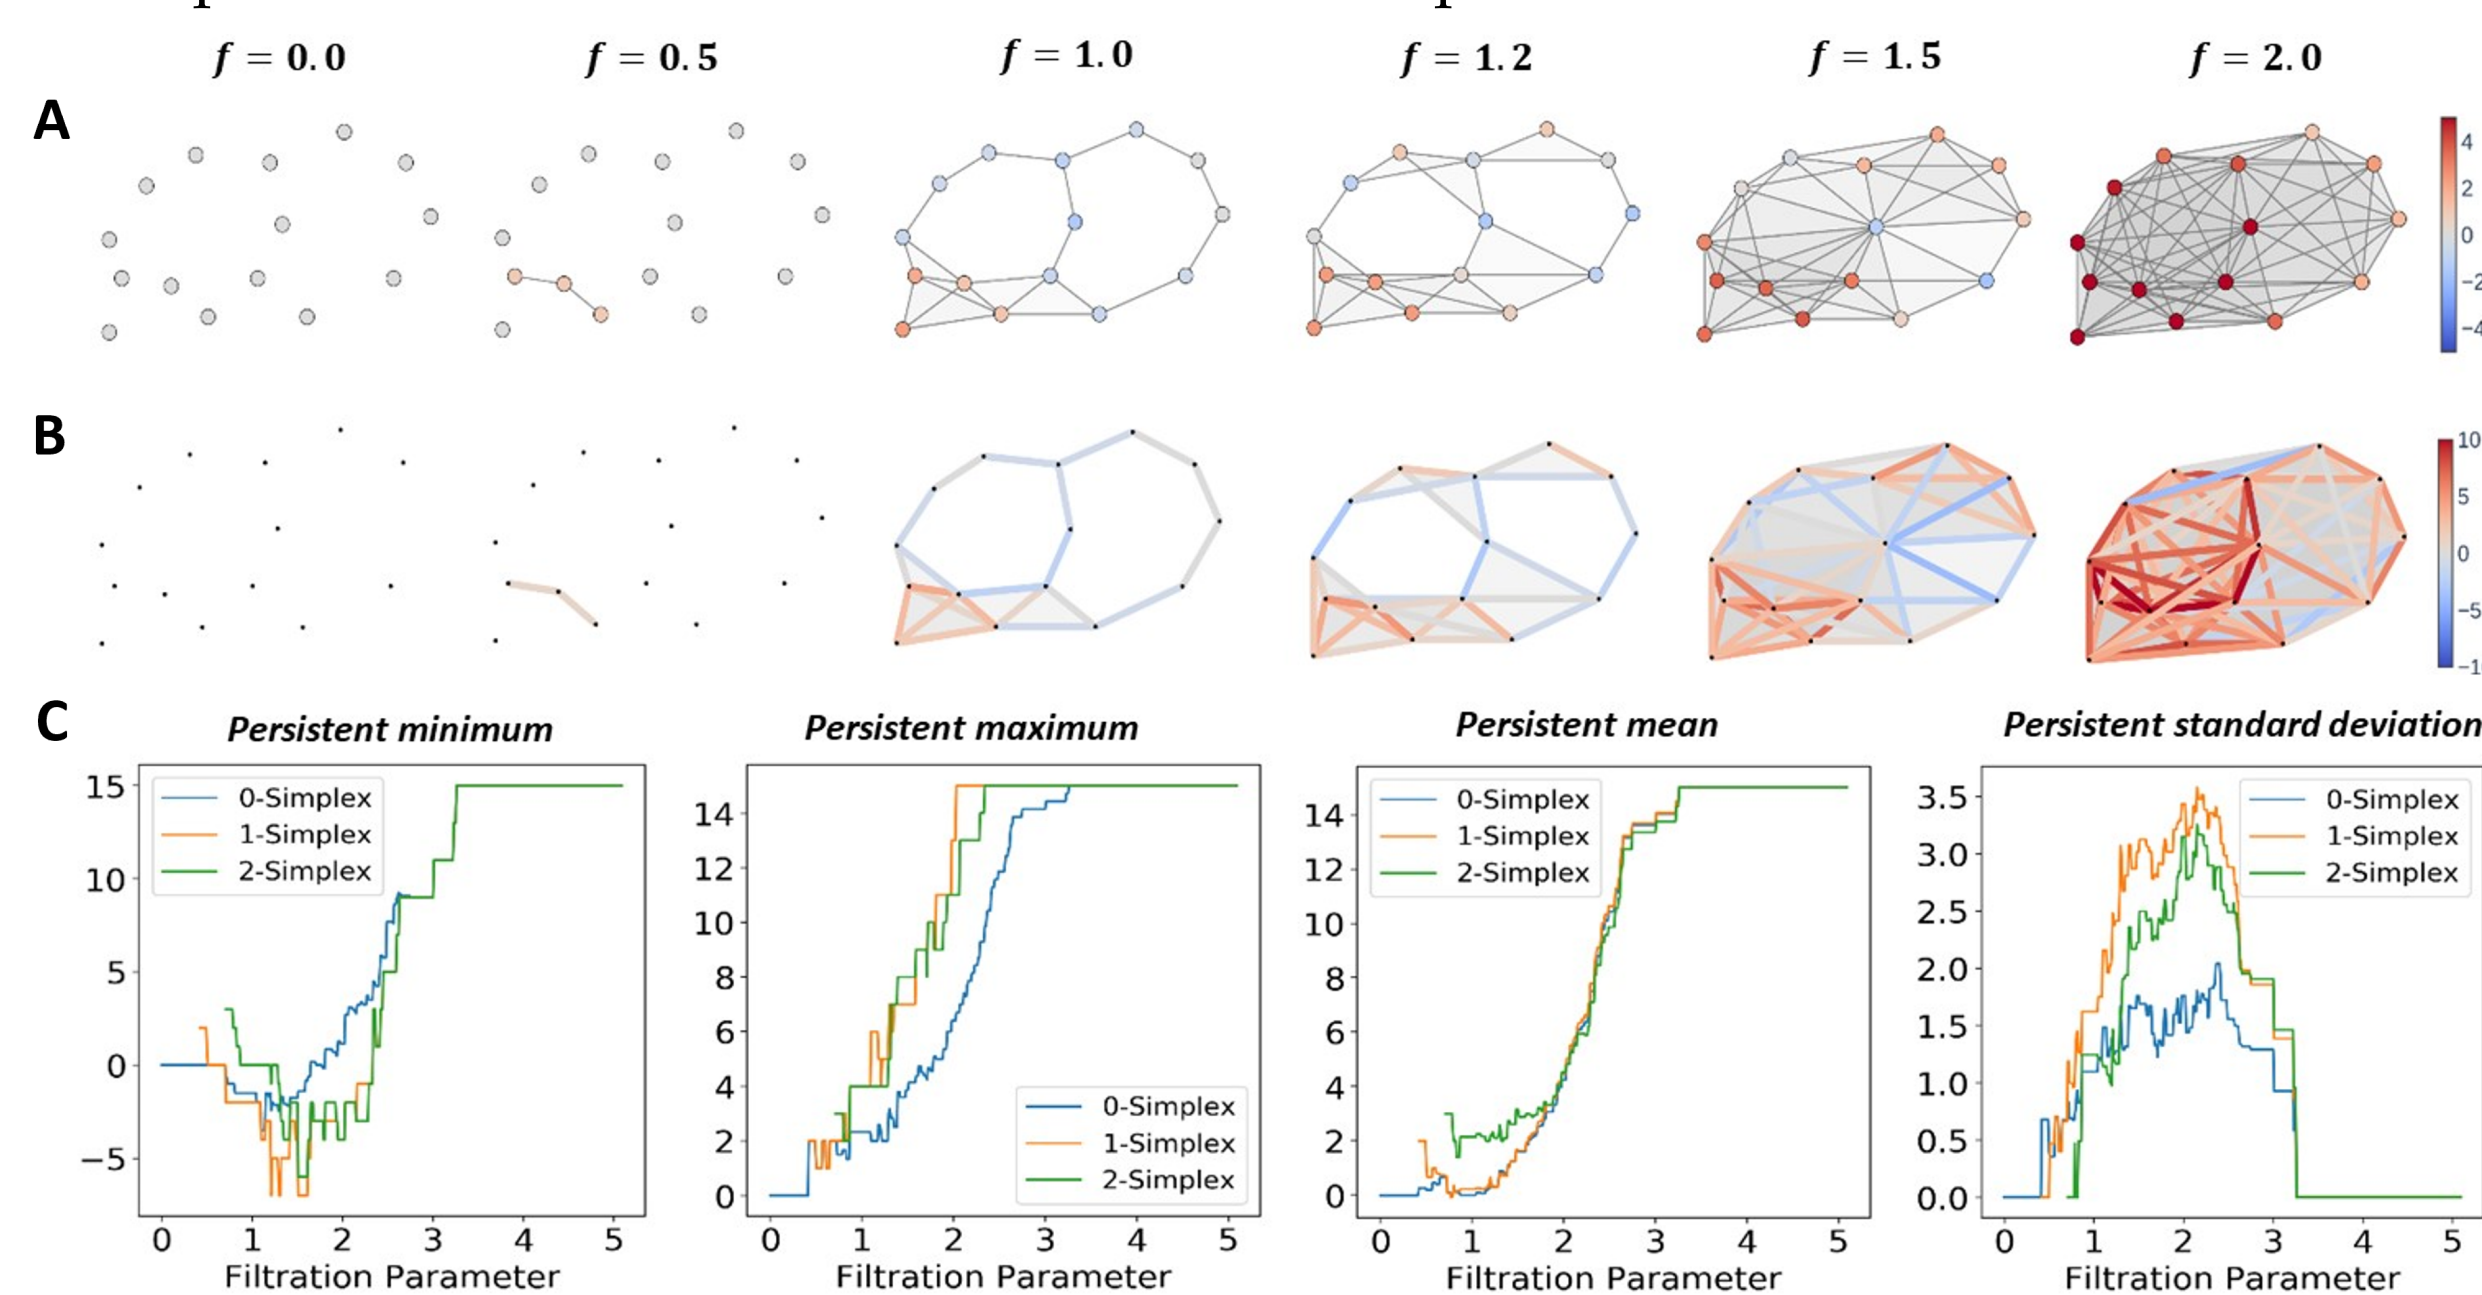 f = 0.0 f = 0.5 f = 1.0 f = 1.2 f = 1.5 f = 2.0
A
4
2
0
−2
−4
B
10
5
0
−5
C
Persistent minimum Persistent maximum Persistent mean Persistent standard deviation
0-Simplex
1-Simplex
2-Simplex
15
10
5
0
−5
0 1 2 3 4 5
Filtration Parameter
14
12
10
8
6
4
2
0
0-Simplex
1-Simplex
2-Simplex
0 1 2 3 4 5
Filtration Parameter
0-Simplex
1-Simplex
2-Simplex
14
12
10
8
6
4
2
0
0 1 2 3 4 5
Filtration Parameter
0-Simplex
1-Simplex
2-Simplex
3.5
3.0
2.5
2.0
1.5
1.0
0.5
0.0
0 1 2 3 4 5
Filtration Parameter